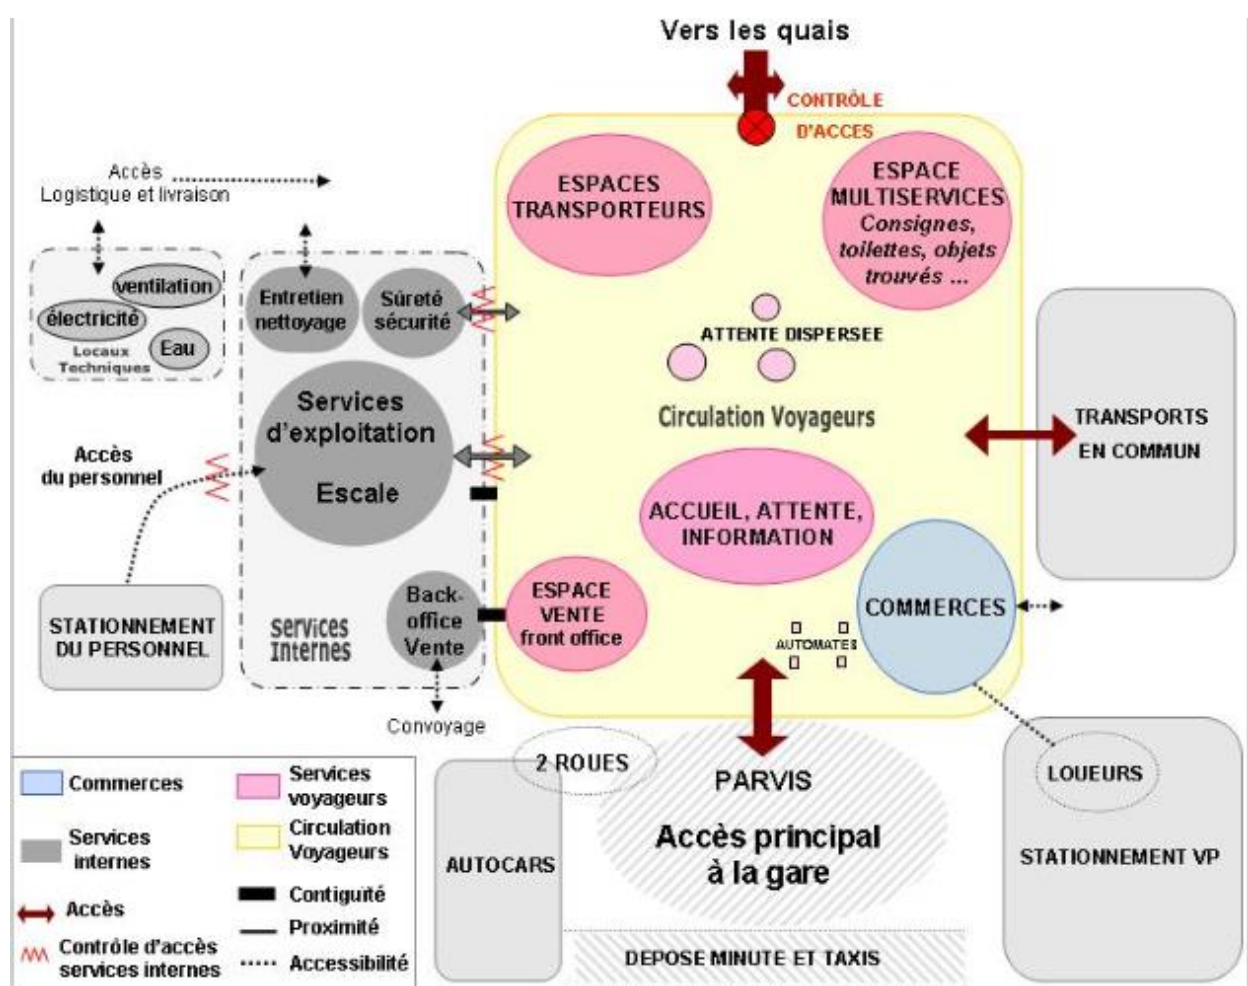 Vers les quais
CONTRÔLE
D'ACCES
ESPACES
TRANSPORTEURS
ESPACE
MULTISERVICES
Consignes,
toilettes, objets
trouvés ...
Accès
Logistique et livraison
ventilation
électricité
Eau
Locaux
Techniques
Entretien
nettoyage
Sûreté
sécurité
ATTENTE DISPERSEE
Circulation Voyageurs
Services
d'exploitation
Escale
TRANSPORTS
EN COMMUN
Accès
du personnel
ACCUEIL, ATTENTE,
INFORMATION
STATIONNEMENT
DU PERSONNEL
Services
Internes
Back-
office
Vente
ESPACE
VENTE
front office
COMMERCES
AUTOMATES
Convoyage
2 ROUES
PARVIS
Accès principal
à la gare
AUTOCARS
LOUEURS
STATIONNEMENT VP
DEPOSE MINUTE ET TAXIS
Commerces
Services
voyageurs
Services
internes
Circulation
Voyageurs
Accès
Contiguïté
Contrôle d'accès
services internes
Proximité
Accessibilité